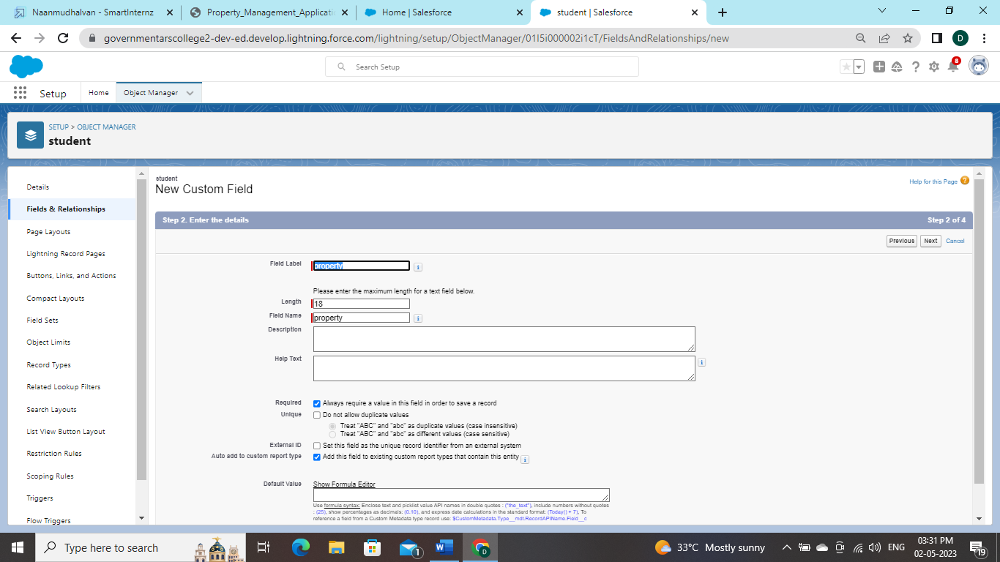 Naanmudhalvan - SmartInternz
Property_Management_Applicati
Home | Salesforce
student | Salesforce
governmentarscollege2-dev-ed.develop.lightning.force.com/lightning/setup/ObjectManager/01I5i000002i1cT/FieldsAndRelationships/new
D
Search Setup
8
Setup
Home
Object Manager
SETUP > OBJECT MANAGER
student
Details
Fields & Relationships
Page Layouts
Lightning Record Pages
Buttons, Links, and Actions
Compact Layouts
Field Sets
Object Limits
Record Types
Related Lookup Filters
Search Layouts
List View Button Layout
Restriction Rules
Scoping Rules
Triggers
Flow Triggers
student
New Custom Field
Help for this Page
Step 2. Enter the details
Step 2 of 4
Previous
Next
Cancel
Field Label property
Please enter the maximum length for a text field below.
Length 18
Field Name property
Description
Help Text
Required Always require a value in this field in order to save a record
Unique Do not allow duplicate values
Treat "ABC" and "abc" as duplicate values (case insensitive)
Treat "ABC" and "abc" as different values (case sensitive)
External ID Set this field as the unique record identifier from an external system
Auto add to custom report type Add this field to existing custom report types that contain this entity
Default Value Show Formula Editor
Use formula syntax: Enclose text and picklist value API names in double quotes : ("the_text"), include numbers without quotes
: (25), show percentages as decimals: (0.10), and express date calculations in the standard format: (Today() + 7), To
reference a field from a Custom Metadata type record use: $CustomMetadata.Type__mdt.RecordAPIName.Field__c
Type here to search
1
D
33°C Mostly sunny
ENG
03:31 PM
02-05-2023
19